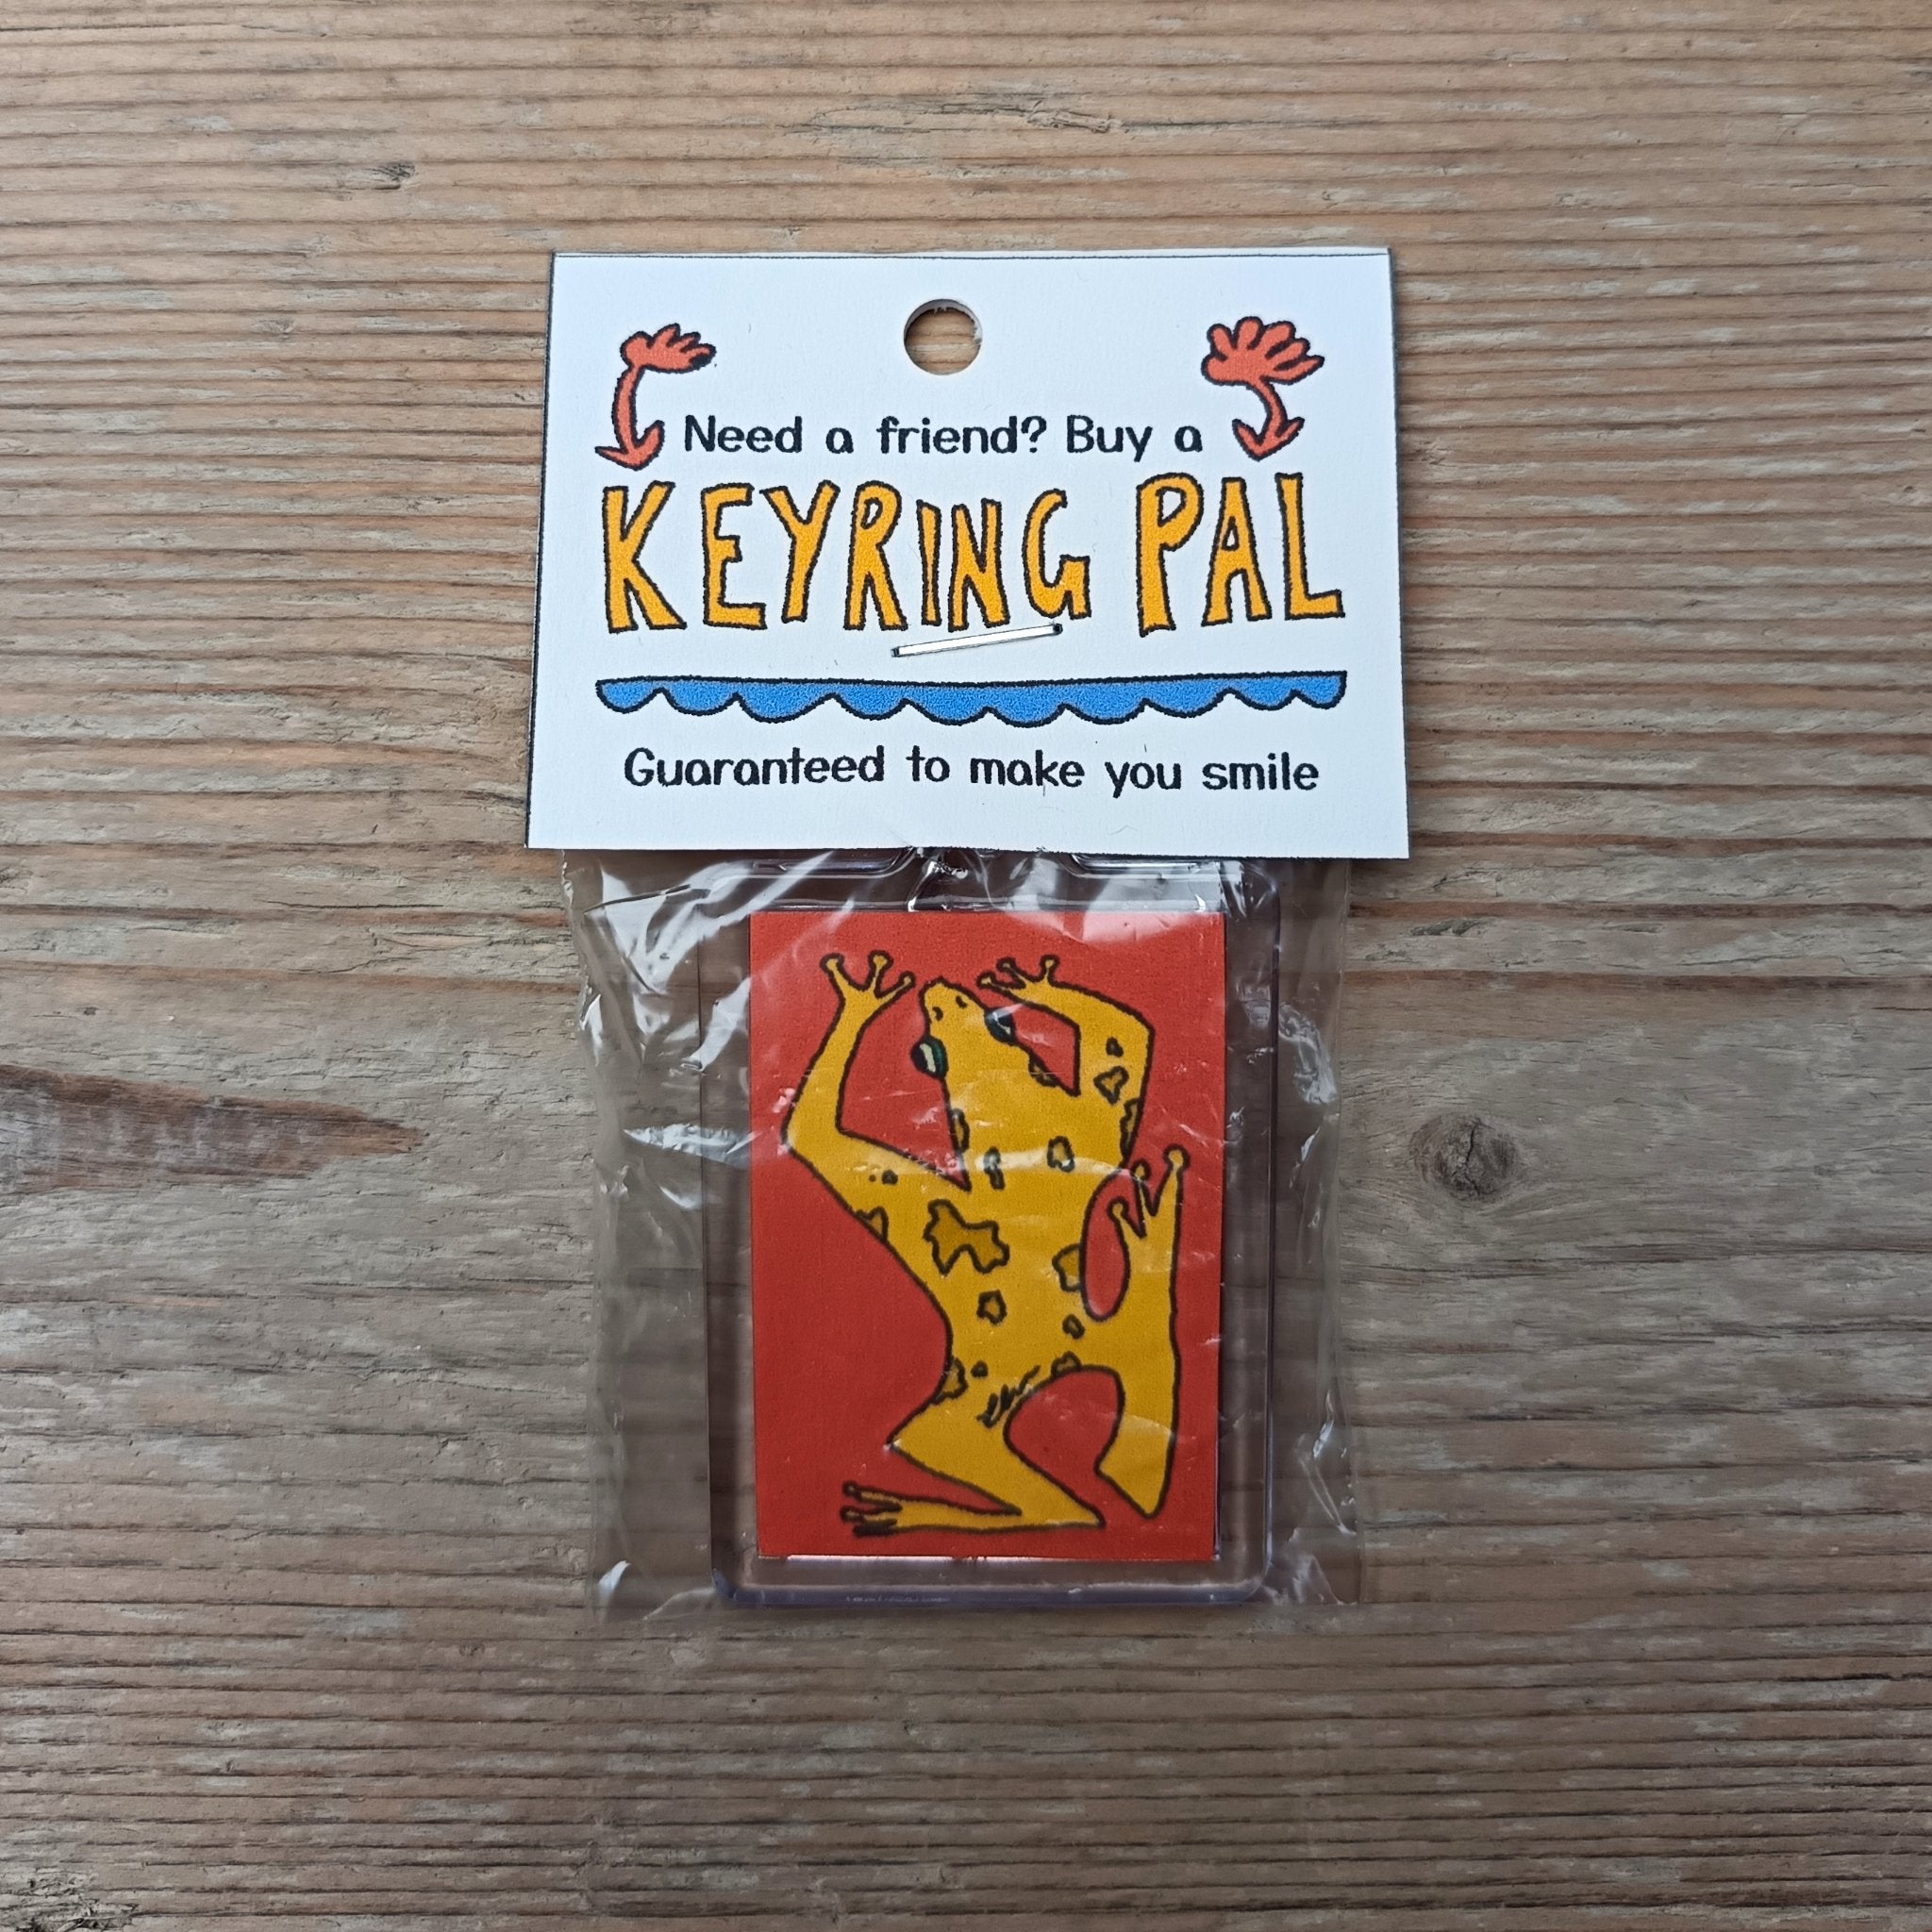 Need a friend? Buy a
KEYRING PAL
Guaranteed to make you smile